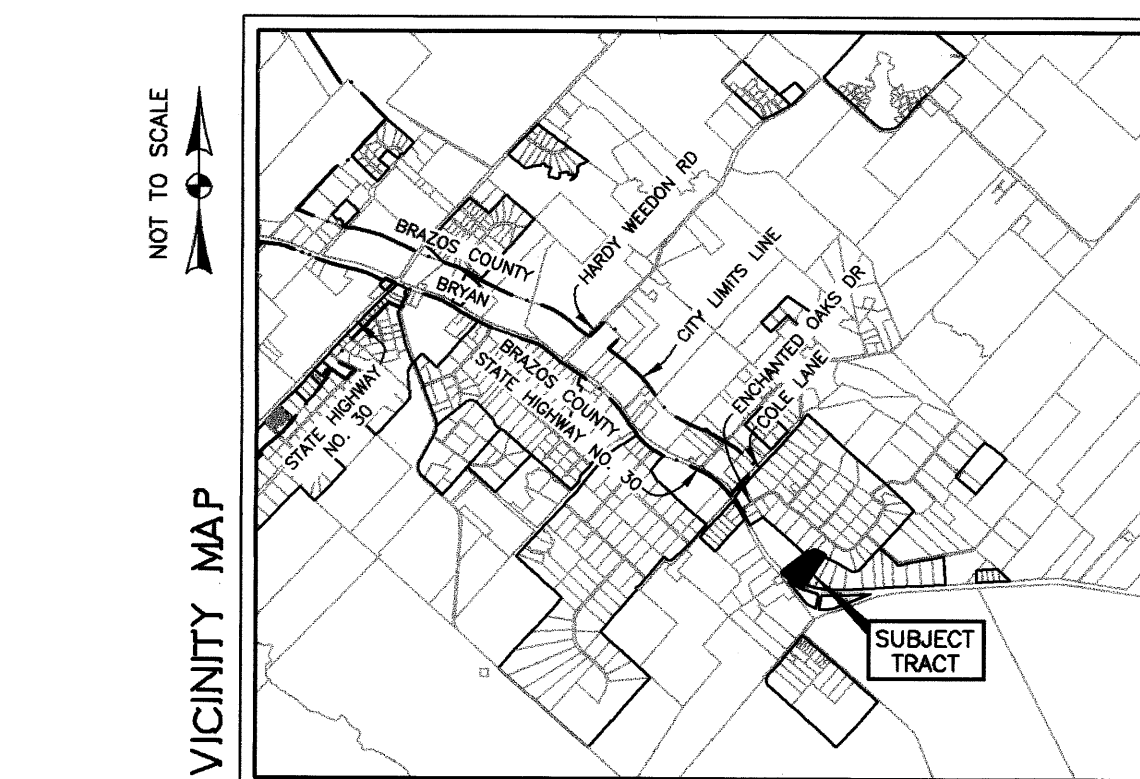 NOT TO SCALE
VICINITY MAP
BRAZOS COUNTY
BRYAN
HARDY WEEDON RD
CITY LIMITS LINE
ENCHANTED OAKS DR
COLE LANE
BRAZOS COUNTY
STATE HIGHWAY NO. 30
STATE HIGHWAY
NO. 30
SUBJECT
TRACT